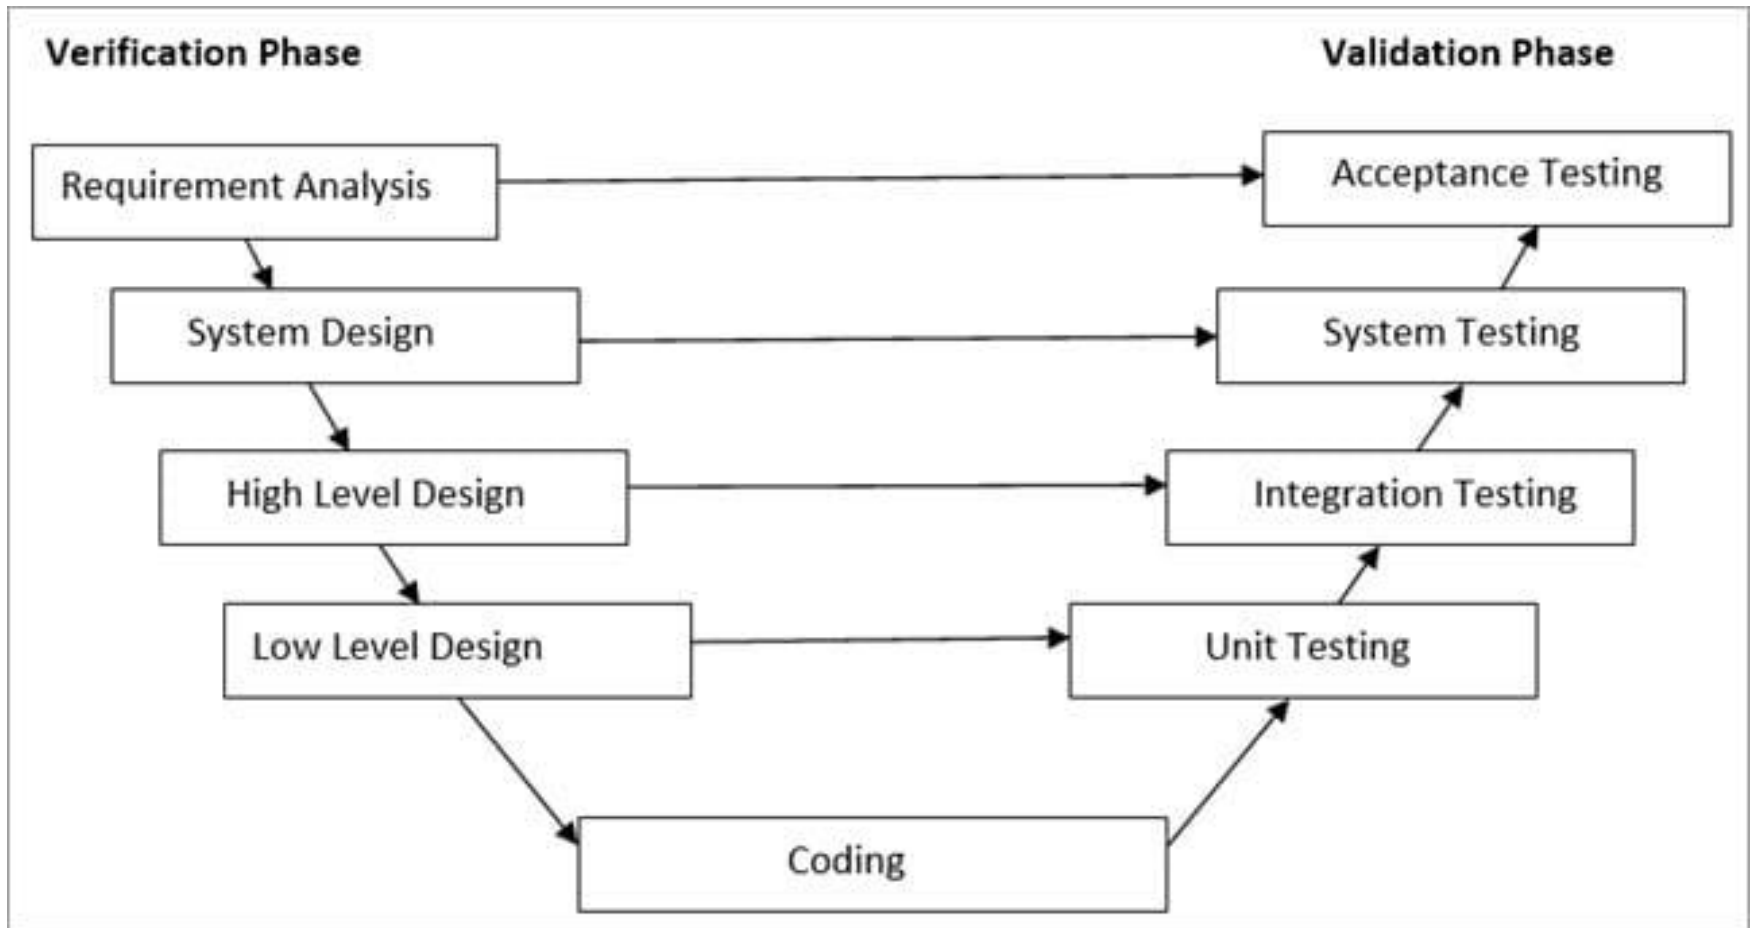 Verification Phase
Validation Phase
Requirement Analysis
Acceptance Testing
System Design
System Testing
High Level Design
Integration Testing
Low Level Design
Unit Testing
Coding